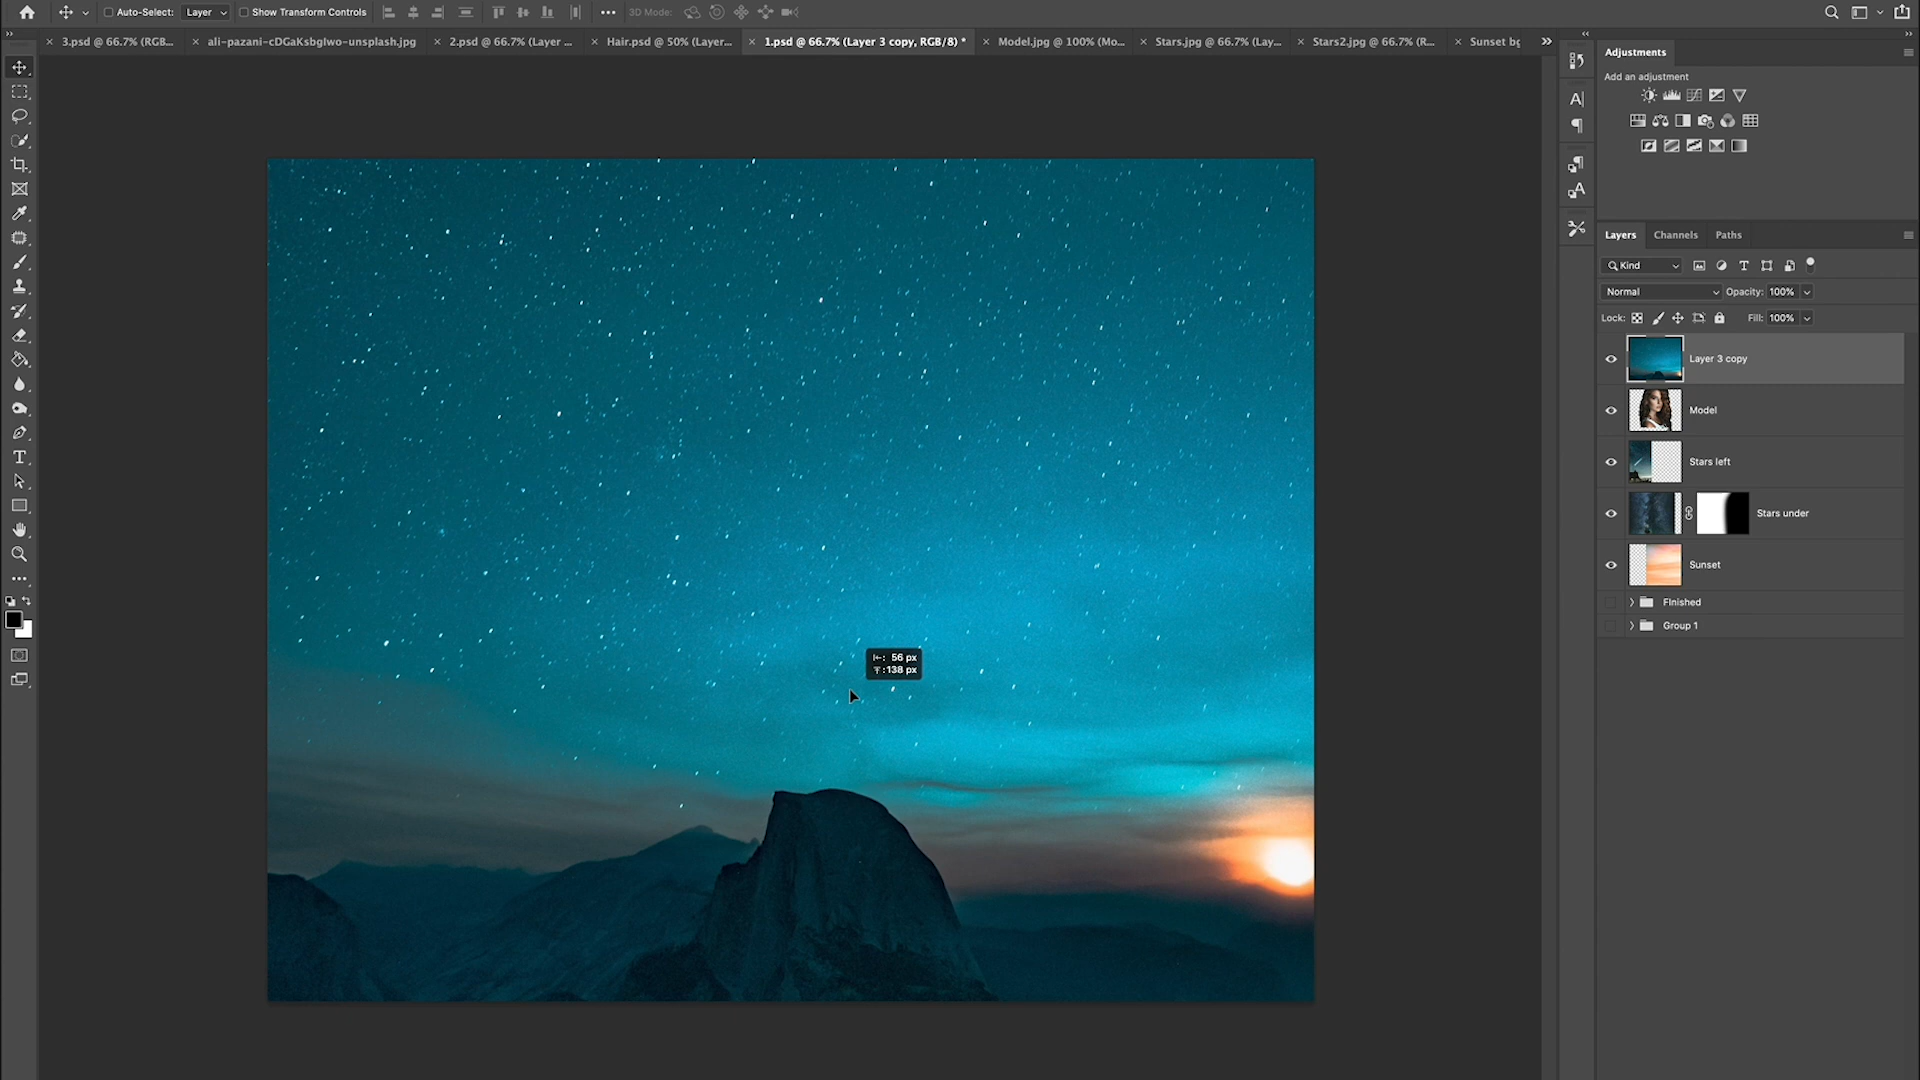 Auto-Select: Layer Show Transform Controls 3D Mode:
3.psd @ 66.7% (RGB... ali-pazani-cDGaKsbglwo-unsplash.jpg 2.psd @ 66.7% (Layer ... Hair.psd @ 50% (Layer... 1.psd @ 66.7% (Layer 3 copy, RGB/8) * Model.jpg @ 100% (Mo... Stars.jpg @ 66.7% (Lay... Stars2.jpg @ 66.7% (R... Sunset bg
Adjustments
Add an adjustment
Layers Channels Paths
Kind
Normal Opacity: 100%
Lock: Fill: 100%
Layer 3 copy
Model
Stars left
Stars under
Sunset
FInished
Group 1
56 px
138 px